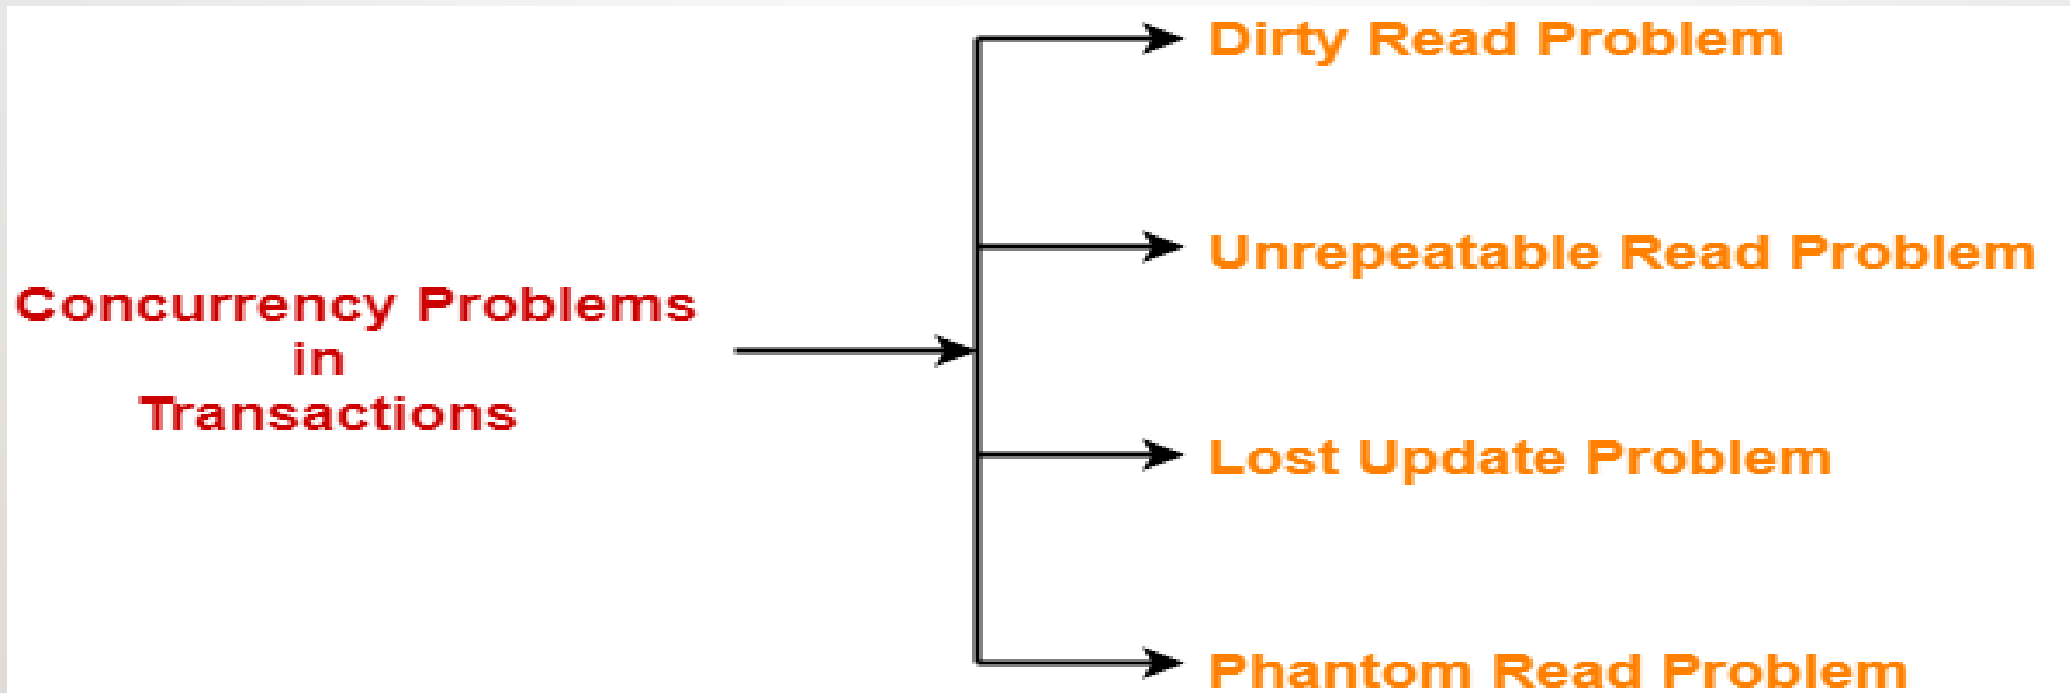 Concurrency Problems
in
Transactions
Dirty Read Problem
Unrepeatable Read Problem
Lost Update Problem
Phantom Read Problem